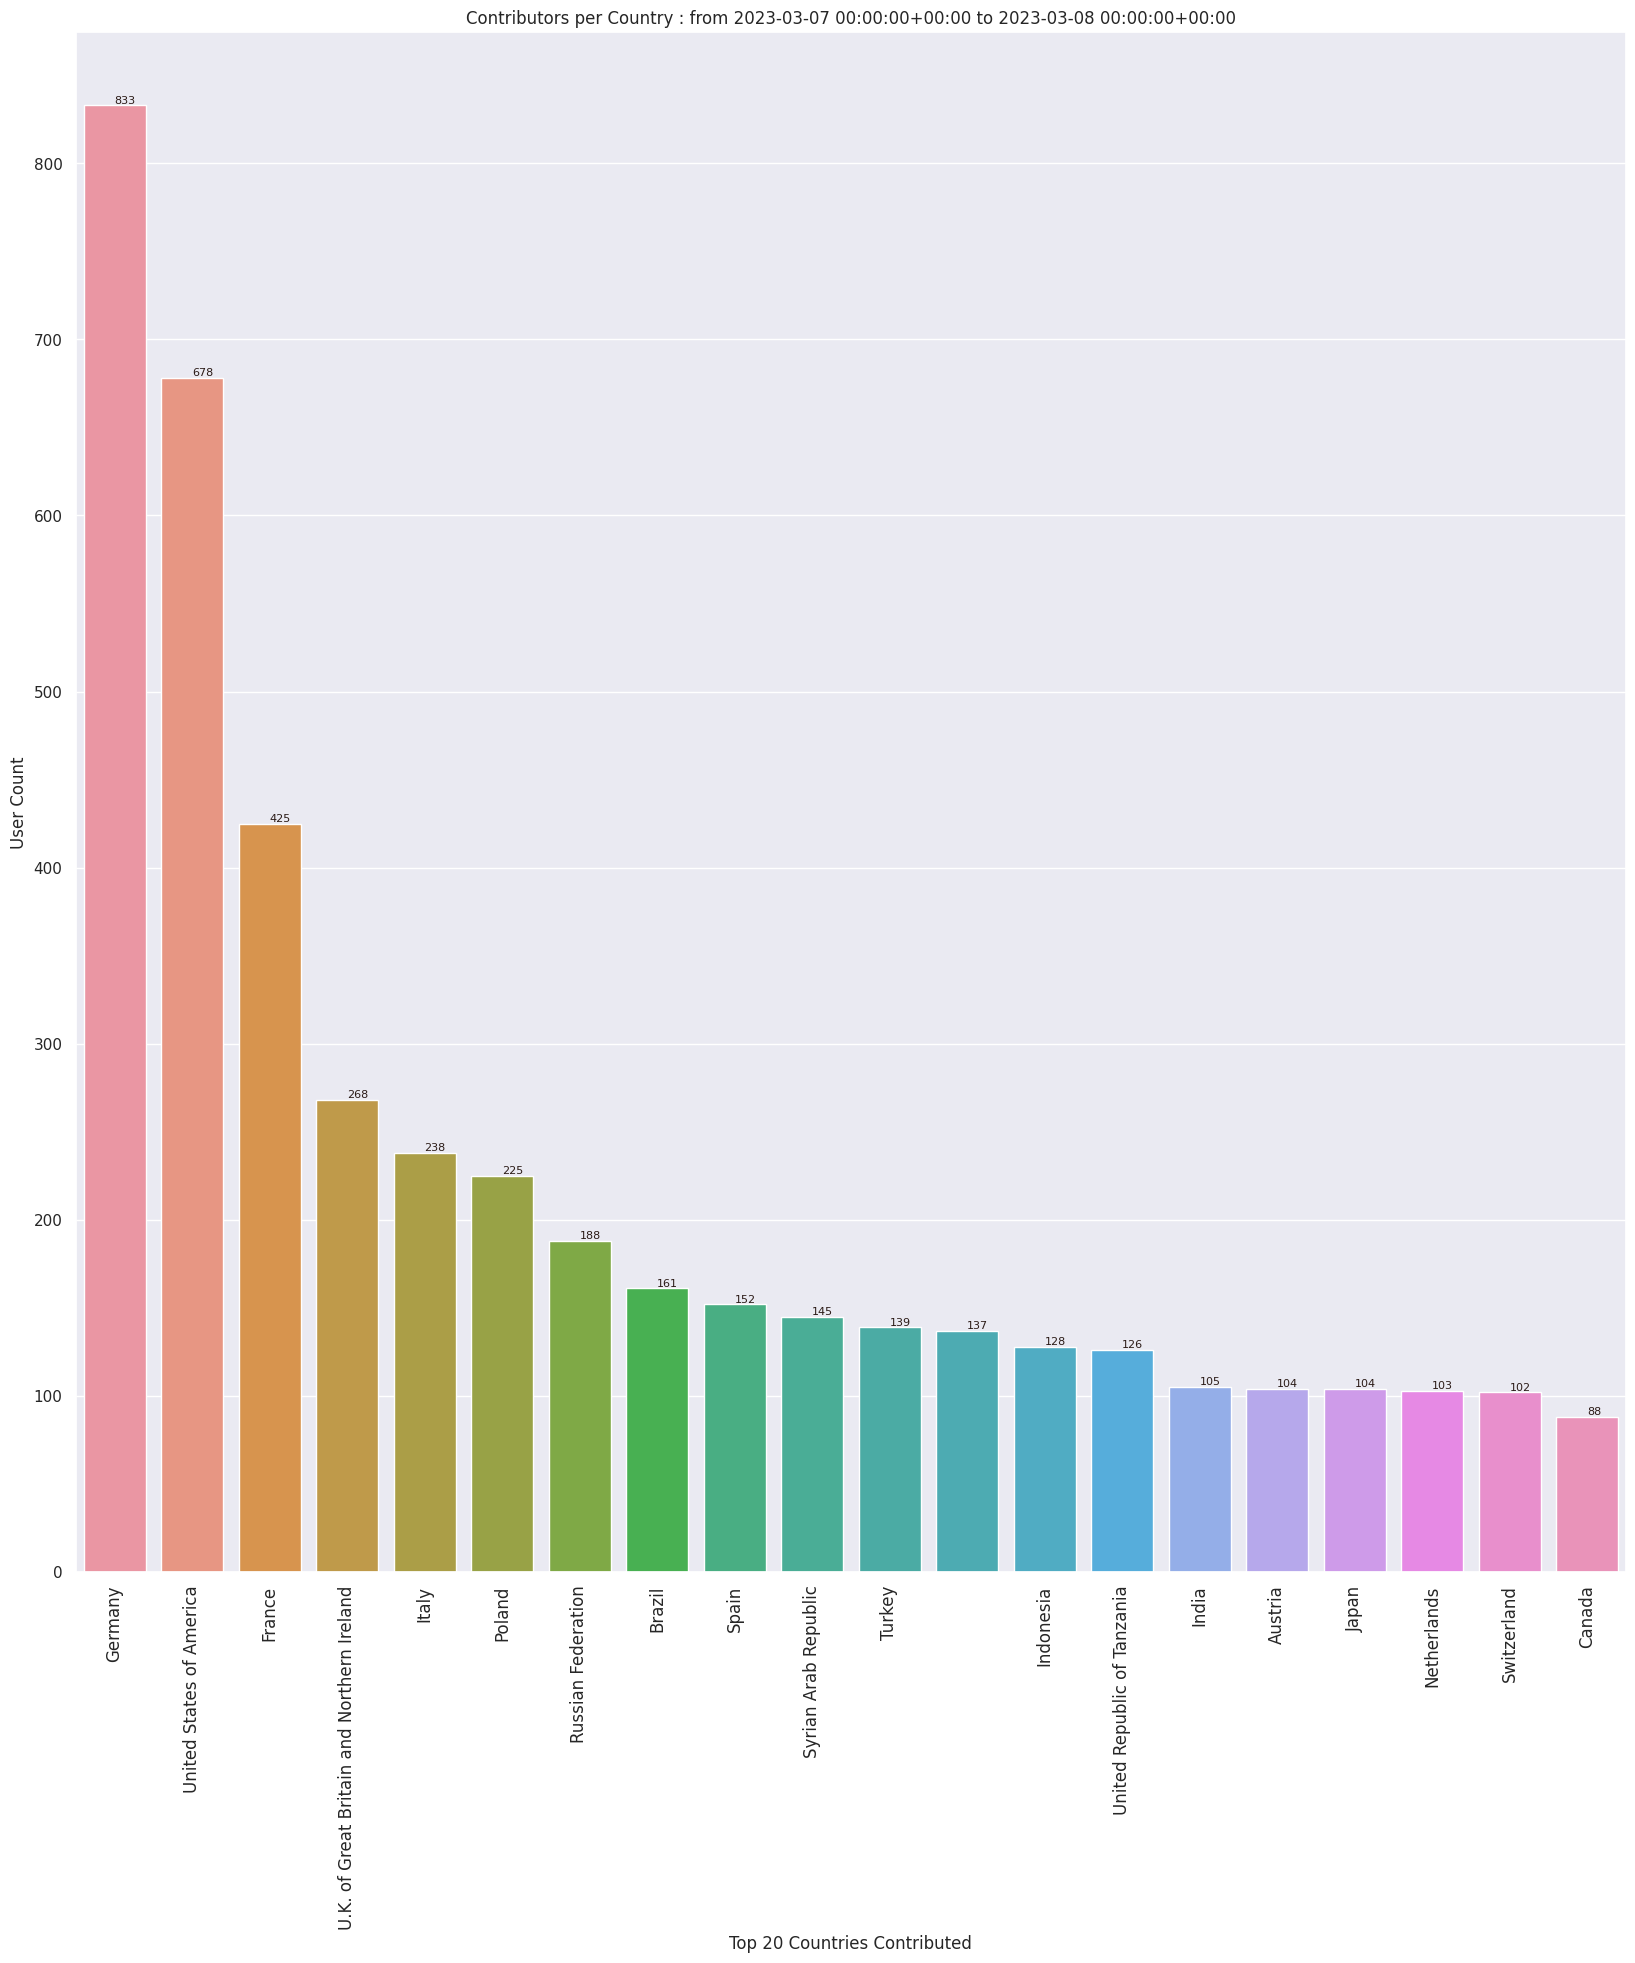 Contributors per Country : from 2023-03-07 00:00:00+00:00 to 2023-03-08 00:00:00+00:00
User Count
800
700
600
500
400
300
200
100
0
833
678
425
268
238
225
188
161
152
145
139
137
128
126
105
104
104
103
102
88
Germany
United States of America
France
U.K. of Great Britain and Northern Ireland
Italy
Poland
Russian Federation
Brazil
Spain
Syrian Arab Republic
Turkey
Indonesia
United Republic of Tanzania
India
Austria
Japan
Netherlands
Switzerland
Canada
Top 20 Countries Contributed